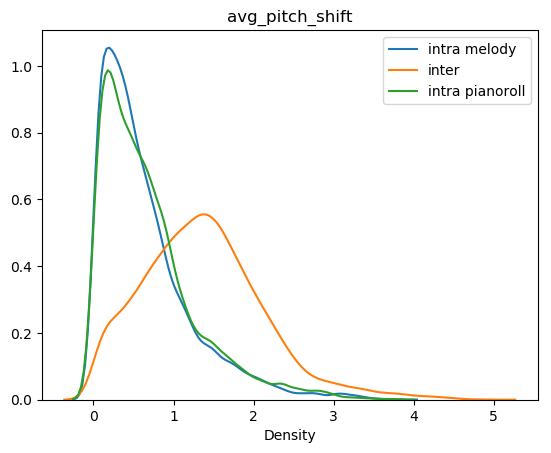 avg_pitch_shift
intra melody
inter
intra pianoroll
1.0
0.8
0.6
0.4
0.2
0.0
0 1 2 3 4 5
Density